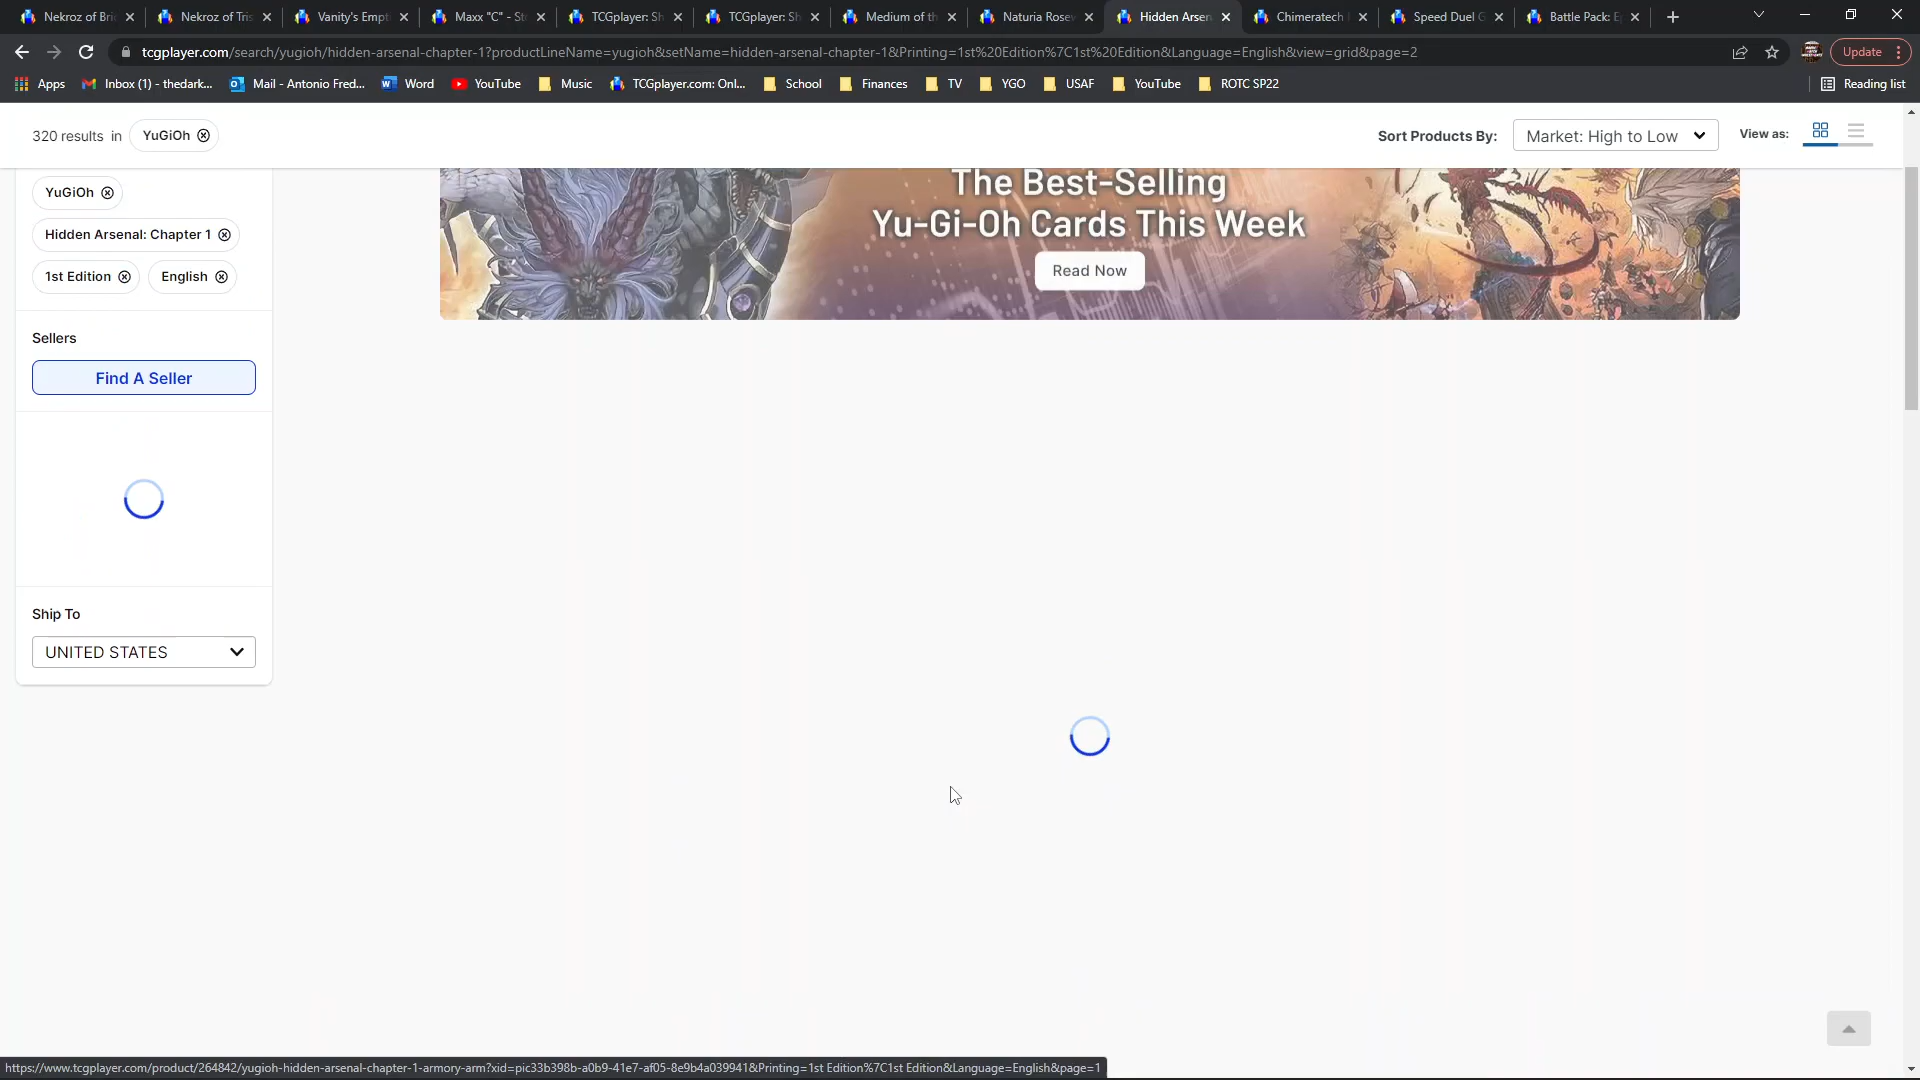 Nekroz of Bri
Nekroz of Tris
Vanity's Empt
Maxx "C" - St
TCGplayer: Sh
TCGplayer: Sh
Medium of th
Naturia Rosew
Hidden Arsen
Chimeratech
Speed Duel G
Battle Pack: E
tcgplayer.com/search/yugioh/hidden-arsenal-chapter-1?productLineName=yugioh&setName=hidden-arsenal-chapter-1&Printing=1st%20Edition%7C1st%20Edition&Language=English&view=grid&page=2
Update
Apps
Inbox (1) - thedark...
Mail - Antonio Fred...
Word
YouTube
Music
TCGplayer.com: Onl...
School
Finances
TV
YGO
USAF
YouTube
ROTC SP22
Reading list
320 results in YuGiOh
Sort Products By: Market: High to Low
View as:
YuGiOh
Hidden Arsenal: Chapter 1
1st Edition English
The Best-Selling
Yu-Gi-Oh Cards This Week
Read Now
Sellers
Find A Seller
Ship To
UNITED STATES
https://www.tcgplayer.com/product/264842/yugioh-hidden-arsenal-chapter-1-armory-arm?xid=pic33b398b-a0b9-41e7-af05-8e9b4a039941&Printing=1st Edition%7C1st Edition&Language=English&page=1